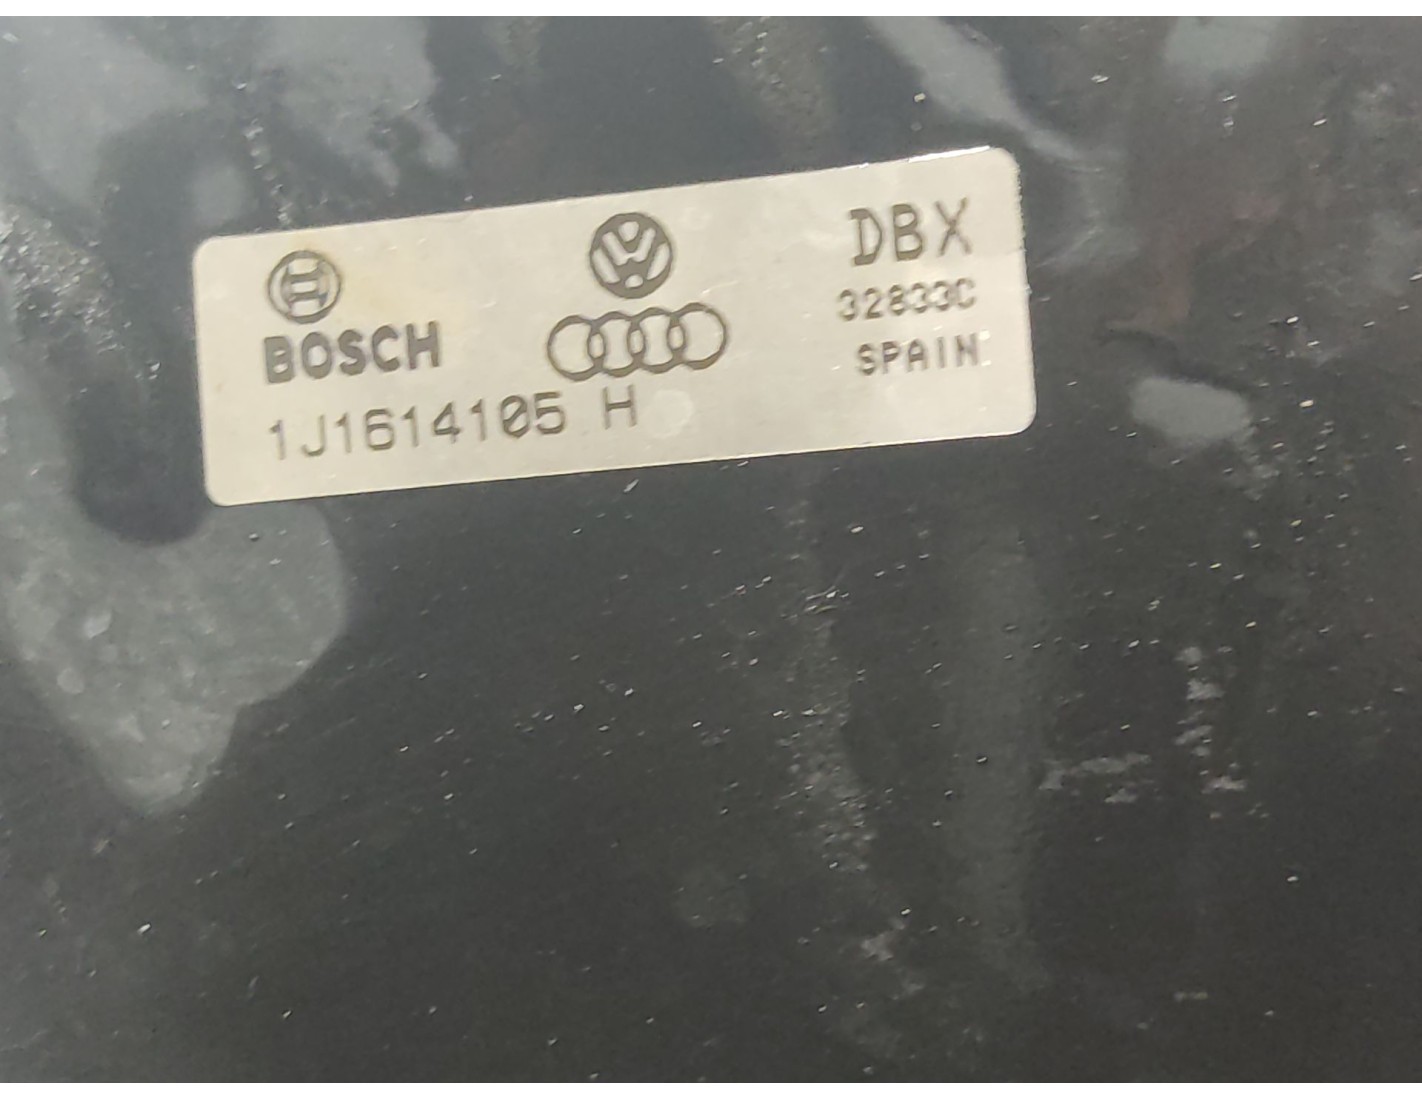 DBX
32833C
BOSCH
SPAIN
1J1614105 H